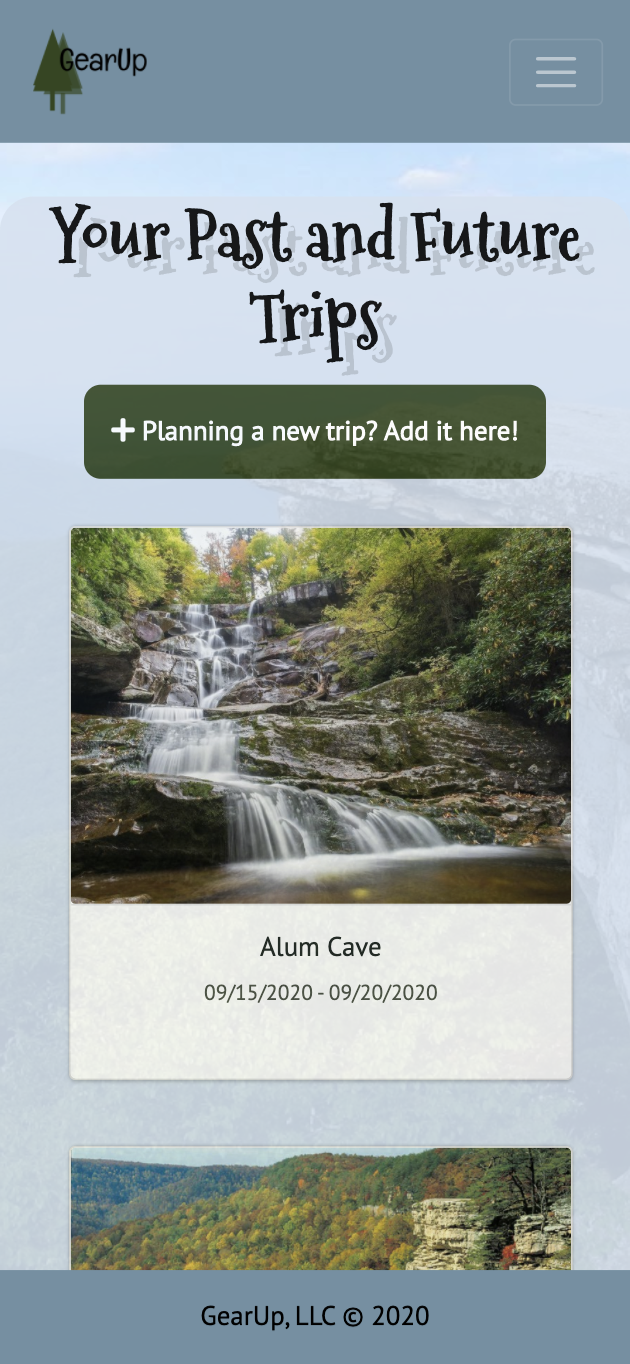 GearUp
Your Past and Future
Trips
Planning a new trip? Add it here!
Alum Cave
09/15/2020 - 09/20/2020
GearUp, LLC © 2020